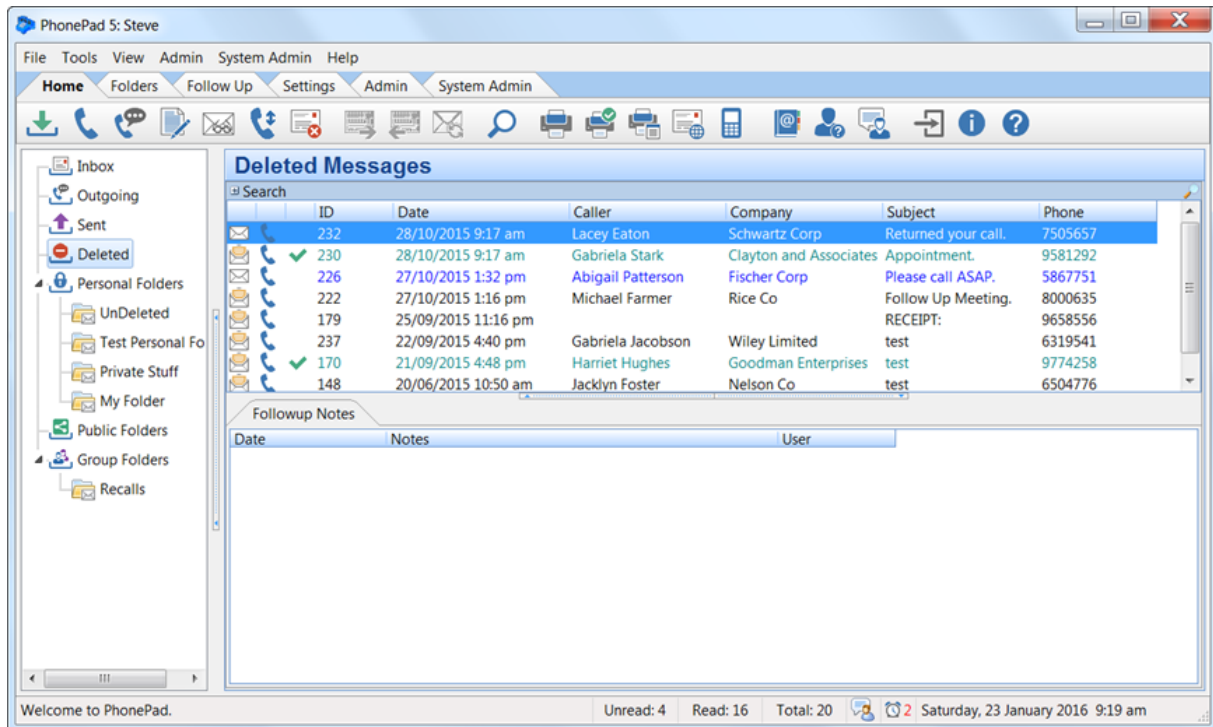 PhonePad 5: Steve
File Tools View Admin System Admin Help
Home Folders Follow Up Settings Admin System Admin
Inbox
Outgoing
Sent
Deleted
Personal Folders
UnDeleted
Test Personal Fo
Private Stuff
My Folder
Public Folders
Group Folders
Recalls
Deleted Messages
Search
ID Date Caller Company Subject Phone
232 28/10/2015 9:17 am Lacey Eaton Schwartz Corp Returned your call. 7505657
230 28/10/2015 9:17 am Gabriela Stark Clayton and Associates Appointment. 9581292
226 27/10/2015 1:32 pm Abigail Patterson Fischer Corp Please call ASAP. 5867751
222 27/10/2015 1:16 pm Michael Farmer Rice Co Follow Up Meeting. 8000635
179 25/09/2015 11:16 pm RECEIPT: 9658556
237 22/09/2015 4:40 pm Gabriela Jacobson Wiley Limited test 6319541
170 21/09/2015 4:48 pm Harriet Hughes Goodman Enterprises test 9774258
148 20/06/2015 10:50 am Jacklyn Foster Nelson Co test 6504776
Followup Notes
Date Notes User
Welcome to PhonePad. Unread: 4 Read: 16 Total: 20 2 Saturday, 23 January 2016 9:19 am